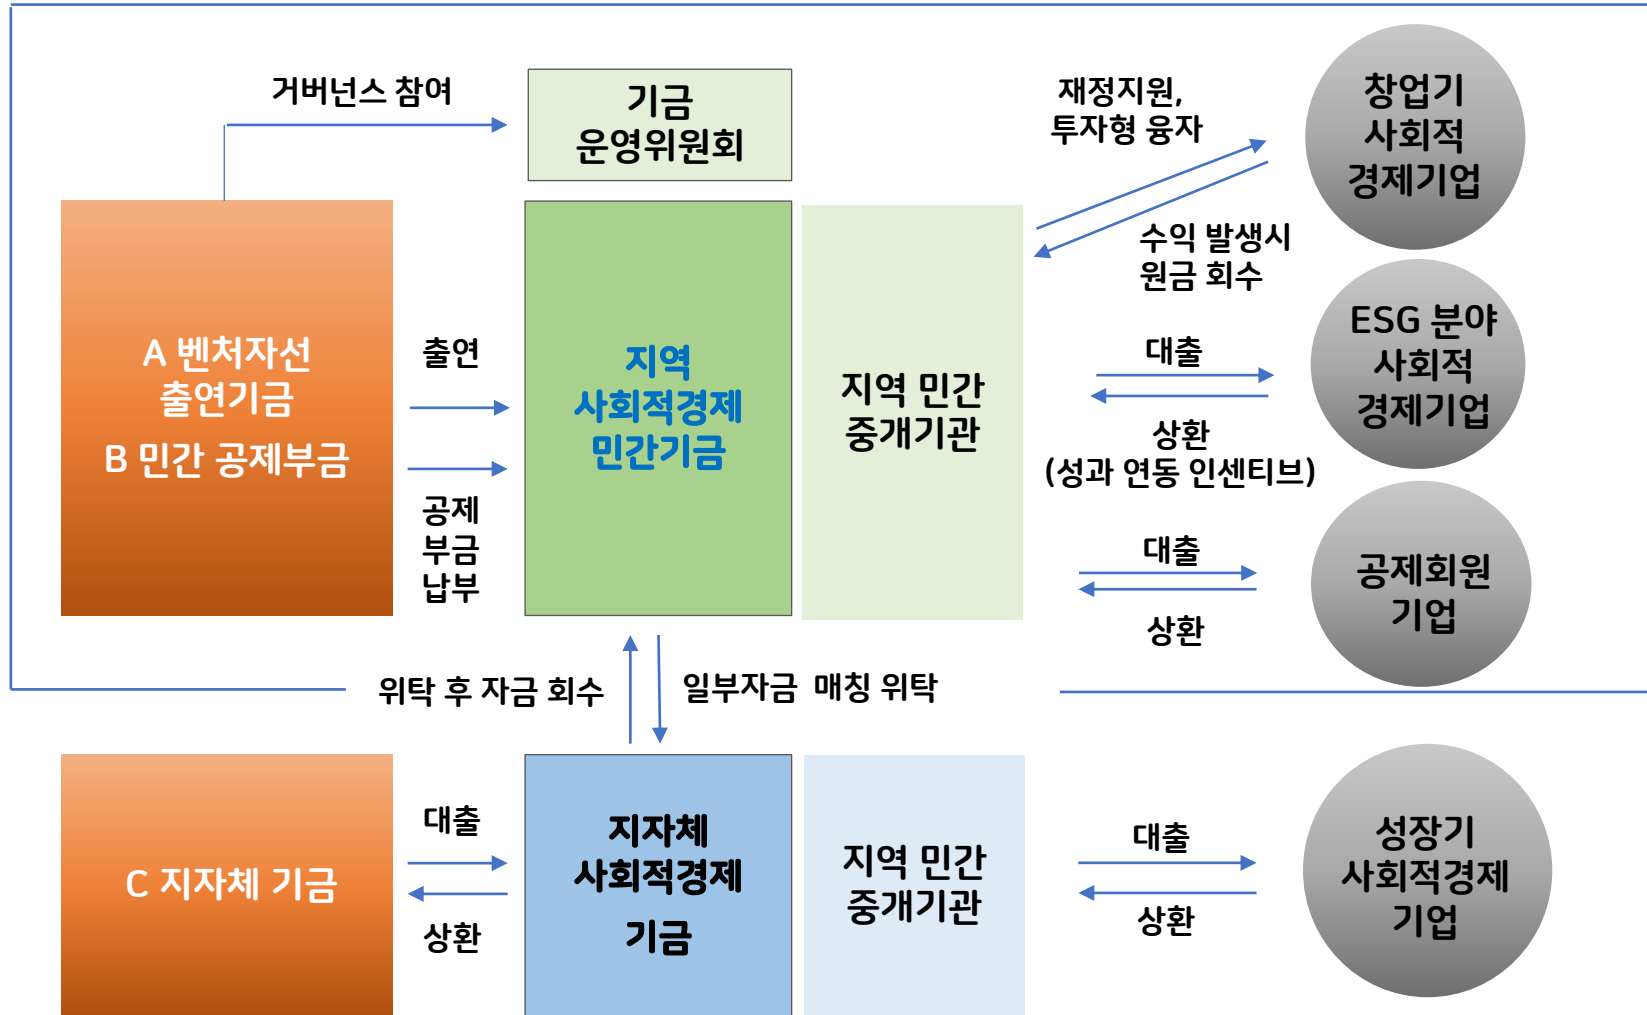 거버넌스 참여
기금
운영위원회
재정지원,
투자형 융자
창업기
사회적
경제기업
수익 발생시
원금 회수
A 벤처자선
출연기금
B 민간 공제부금
출연
공제
부금
납부
지역
사회적경제
민간기금
지역 민간
중개기관
대출
상환
(성과 연동 인센티브)
ESG 분야
사회적
경제기업
대출
상환
공제회원
기업
위탁 후 자금 회수
일부자금 매칭 위탁
C 지자체 기금
대출
상환
지자체
사회적경제
기금
지역 민간
중개기관
대출
상환
성장기
사회적경제
기업